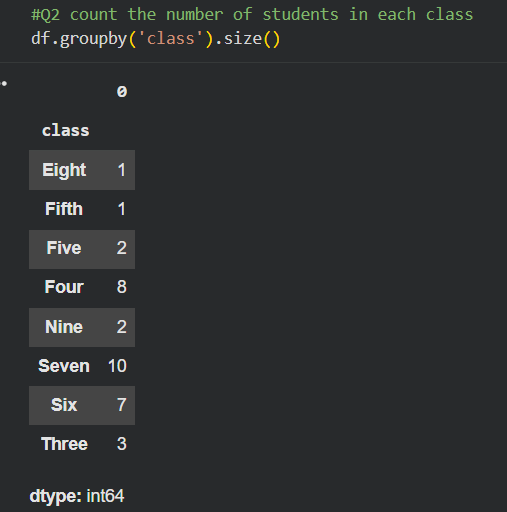 #Q2 count the number of students in each class
df.groupby('class').size()
0
class
Eight 1
Fifth 1
Five 2
Four 8
Nine 2
Seven 10
Six 7
Three 3
dtype: int64